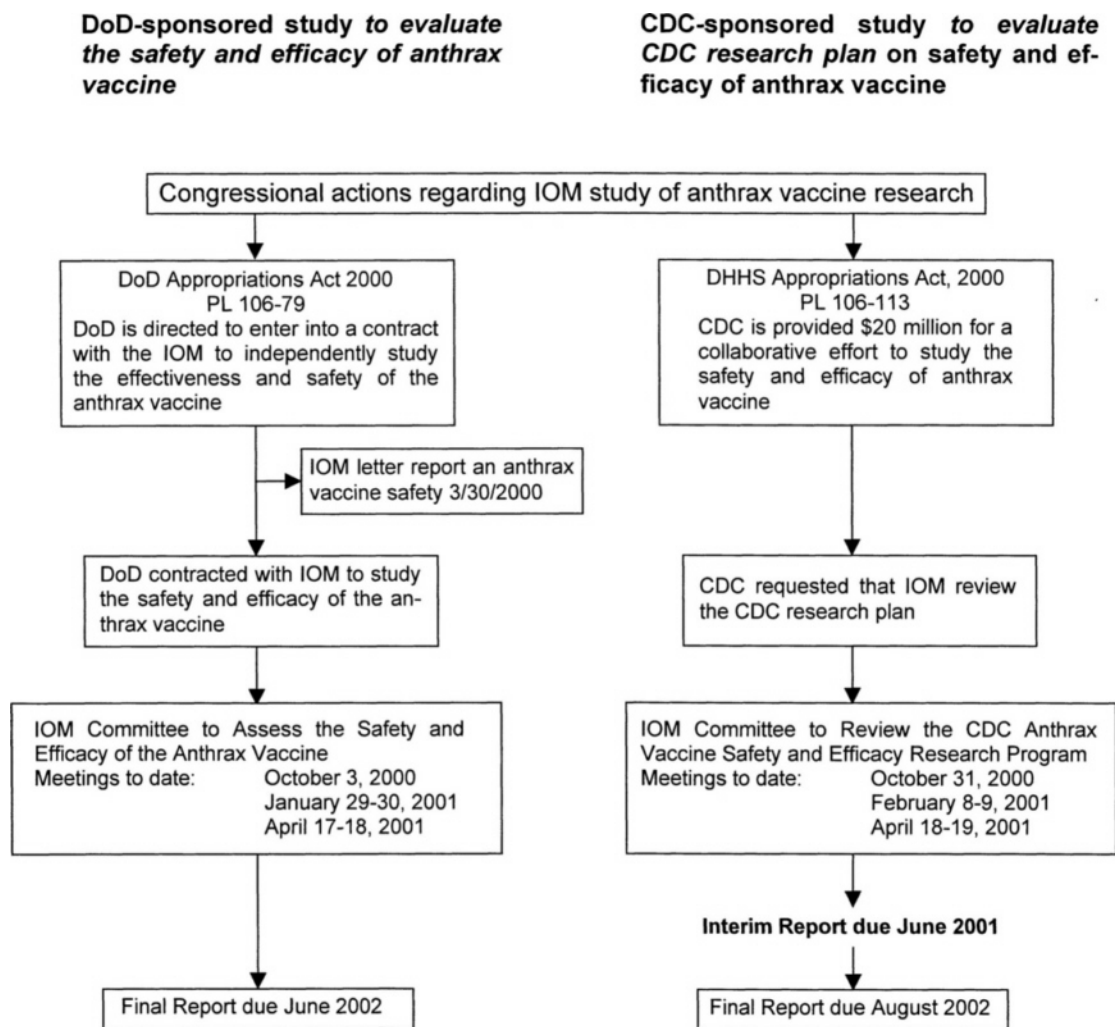 DoD-sponsored study to evaluate
the safety and efficacy of anthrax
vaccine
CDC-sponsored study to evaluate
CDC research plan on safety and ef-
ficacy of anthrax vaccine
Congressional actions regarding IOM study of anthrax vaccine research
DoD Appropriations Act 2000
PL 106-79
DoD is directed to enter into a contract
with the IOM to independently study
the effectiveness and safety of the
anthrax vaccine
DHHS Appropriations Act, 2000
PL 106-113
CDC is provided $20 million for a
collaborative effort to study the
safety and efficacy of anthrax
vaccine
IOM letter report an anthrax
vaccine safety 3/30/2000
DoD contracted with IOM to study
the safety and efficacy of the an-
thrax vaccine
CDC requested that IOM review
the CDC research plan
IOM Committee to Assess the Safety and
Efficacy of the Anthrax Vaccine
Meetings to date: October 3, 2000
January 29-30, 2001
April 17-18, 2001
IOM Committee to Review the CDC Anthrax
Vaccine Safety and Efficacy Research Program
Meetings to date: October 31, 2000
February 8-9, 2001
April 18-19, 2001
Interim Report due June 2001
Final Report due June 2002
Final Report due August 2002